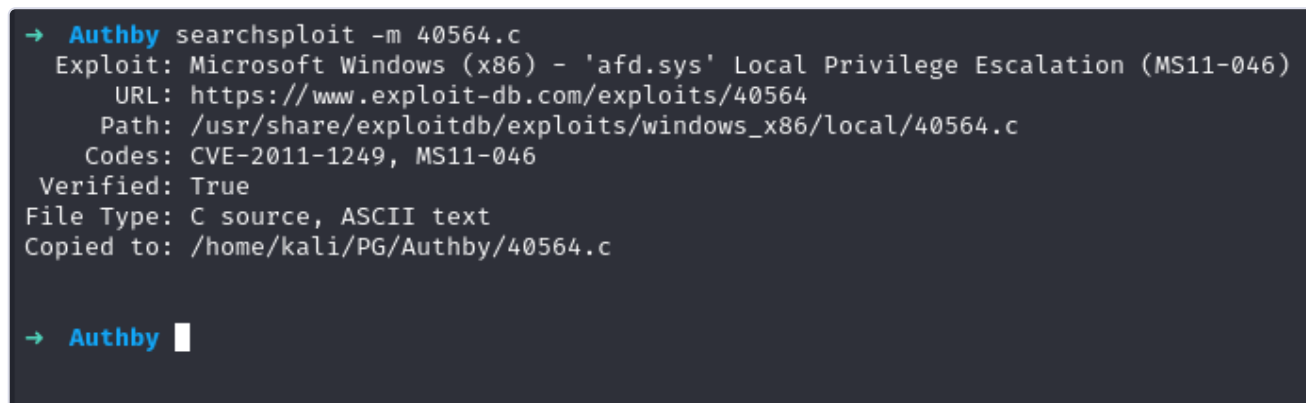 → Authby searchsploit -m 40564.c
Exploit: Microsoft Windows (x86) - 'afd.sys' Local Privilege Escalation (MS11-046)
URL: https://www.exploit-db.com/exploits/40564
Path: /usr/share/exploitdb/exploits/windows_x86/local/40564.c
Codes: CVE-2011-1249, MS11-046
Verified: True
File Type: C source, ASCII text
Copied to: /home/kali/PG/Authby/40564.c
→ Authby